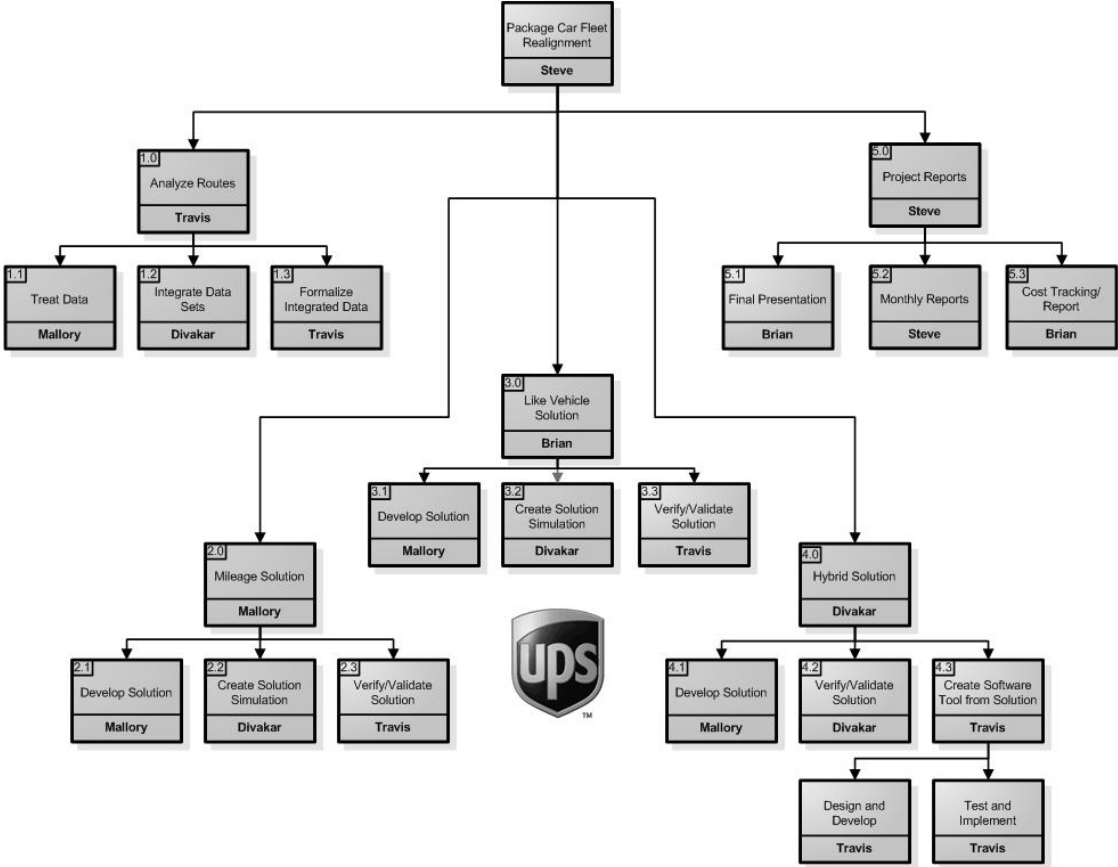 Package Car Fleet
Realignment
Steve
1.0
Analyze Routes
Travis
5.0
Project Reports
Steve
1.1
Treat Data
Mallory
1.2
Integrate Data
Sets
Divakar
1.3
Formalize
Integrated Data
Travis
5.1
Final Presentation
Brian
5.2
Monthly Reports
Steve
5.3
Cost Tracking/
Report
Brian
3.0
Like Vehicle
Solution
Brian
3.1
Develop Solution
Mallory
3.2
Create Solution
Simulation
Divakar
3.3
Verify/Validate
Solution
Travis
2.0
Mileage Solution
Mallory
4.0
Hybrid Solution
Divakar
2.1
Develop Solution
Mallory
2.2
Create Solution
Simulation
Divakar
2.3
Verify/Validate
Solution
Travis
ups
TM
4.1
Develop Solution
Mallory
4.2
Verify/Validate
Solution
Divakar
4.3
Create Software
Tool from Solution
Travis
Design and
Develop
Travis
Test and
Implement
Travis